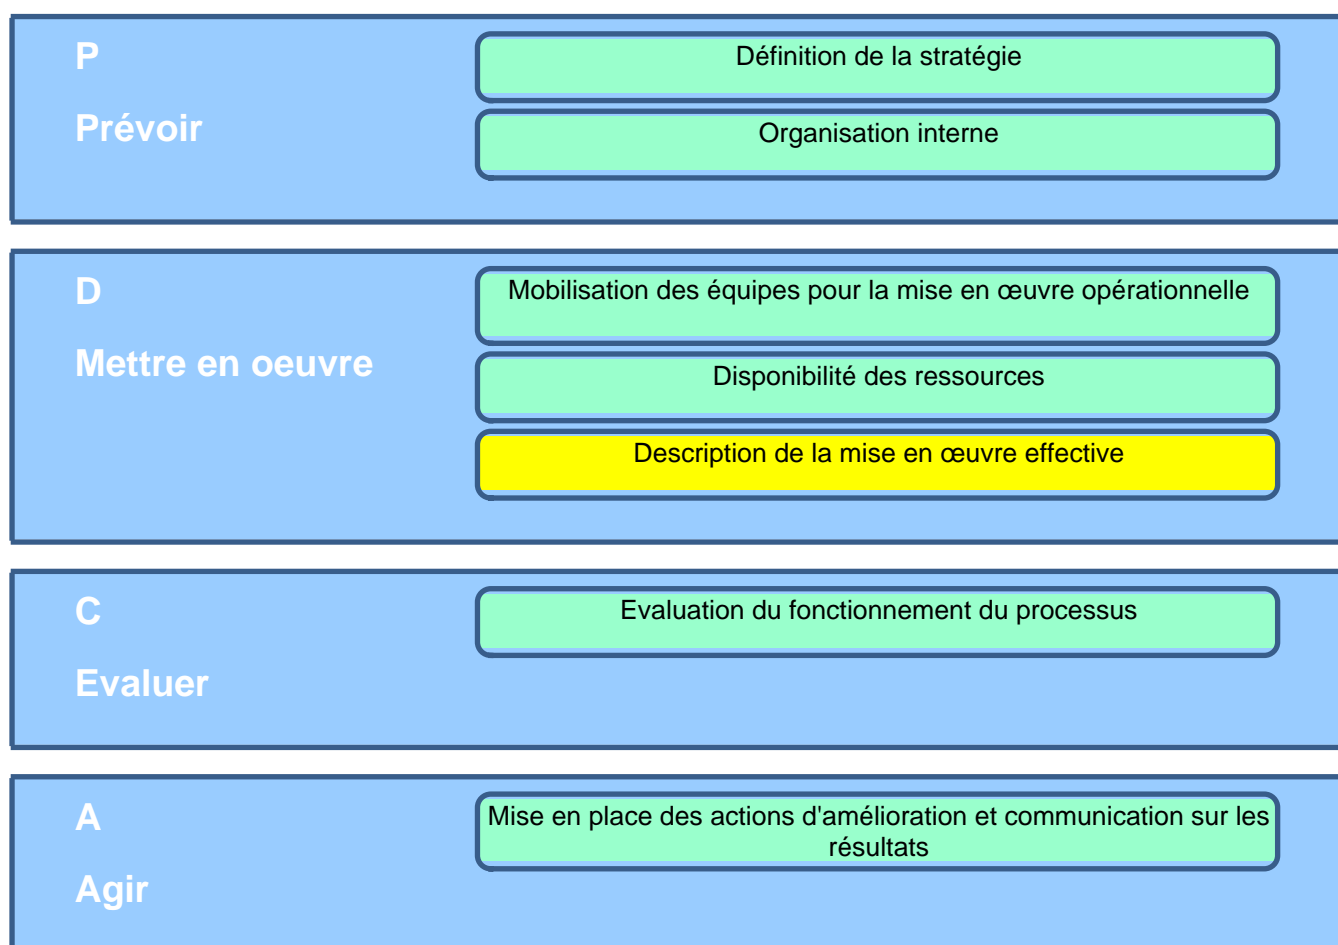 P
Prévoir
Définition de la stratégie
Organisation interne
D
Mettre en oeuvre
Mobilisation des équipes pour la mise en œuvre opérationnelle
Disponibilité des ressources
Description de la mise en œuvre effective
C
Evaluer
Evaluation du fonctionnement du processus
A
Agir
Mise en place des actions d'amélioration et communication sur les
résultats